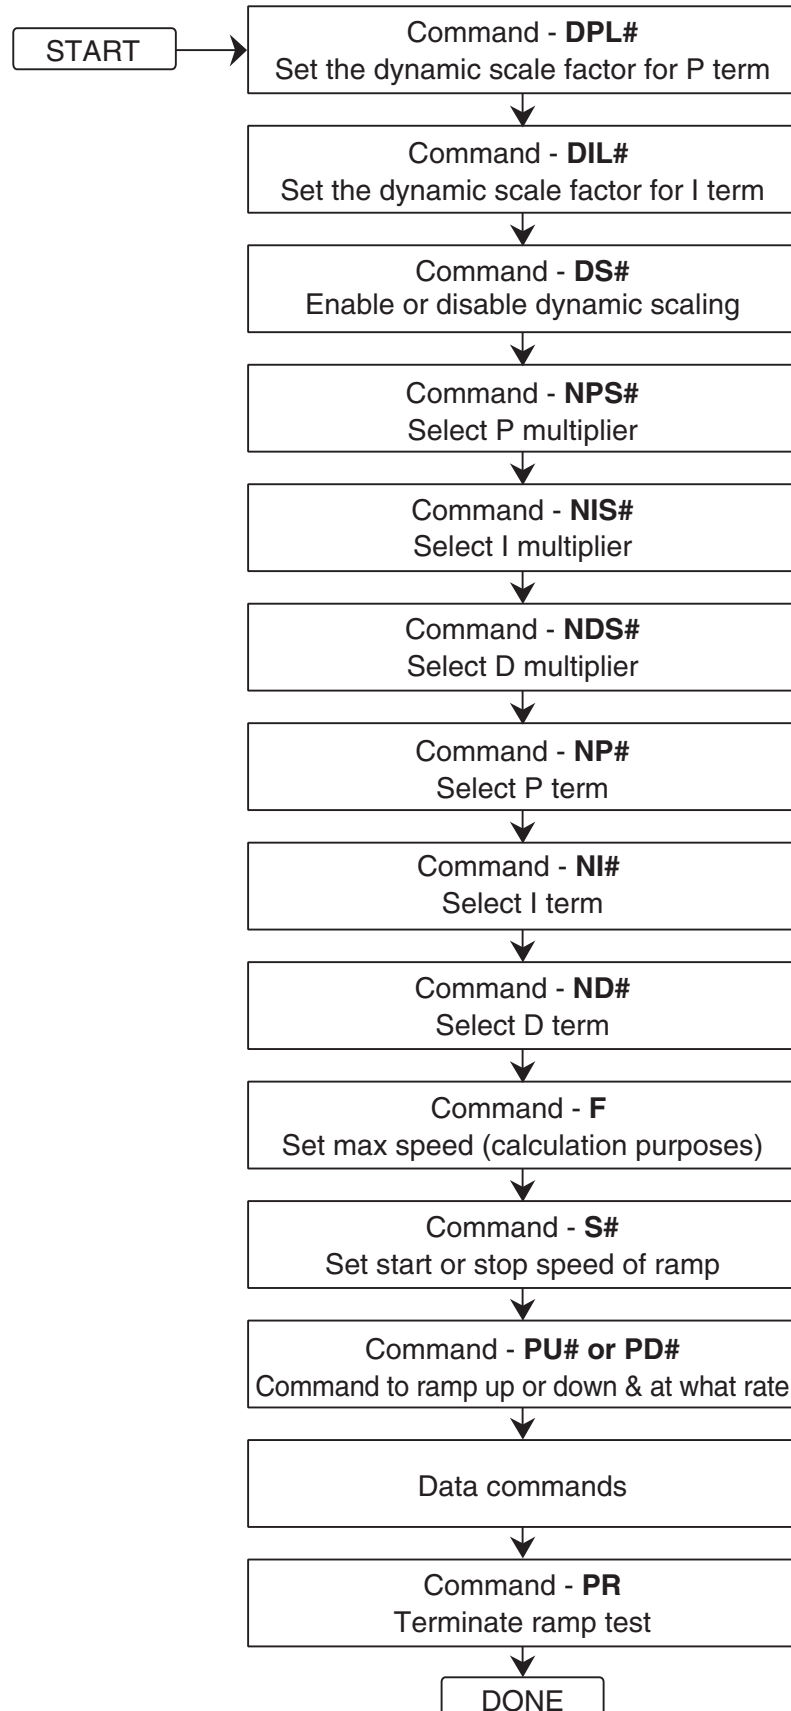 START
Command - DPL#
Set the dynamic scale factor for P term
Command - DIL#
Set the dynamic scale factor for I term
Command - DS#
Enable or disable dynamic scaling
Command - NPS#
Select P multiplier
Command - NIS#
Select I multiplier
Command - NDS#
Select D multiplier
Command - NP#
Select P term
Command - NI#
Select I term
Command - ND#
Select D term
Command - F
Set max speed (calculation purposes)
Command - S#
Set start or stop speed of ramp
Command - PU# or PD#
Command to ramp up or down & at what rate
Data commands
Command - PR
Terminate ramp test
DONE